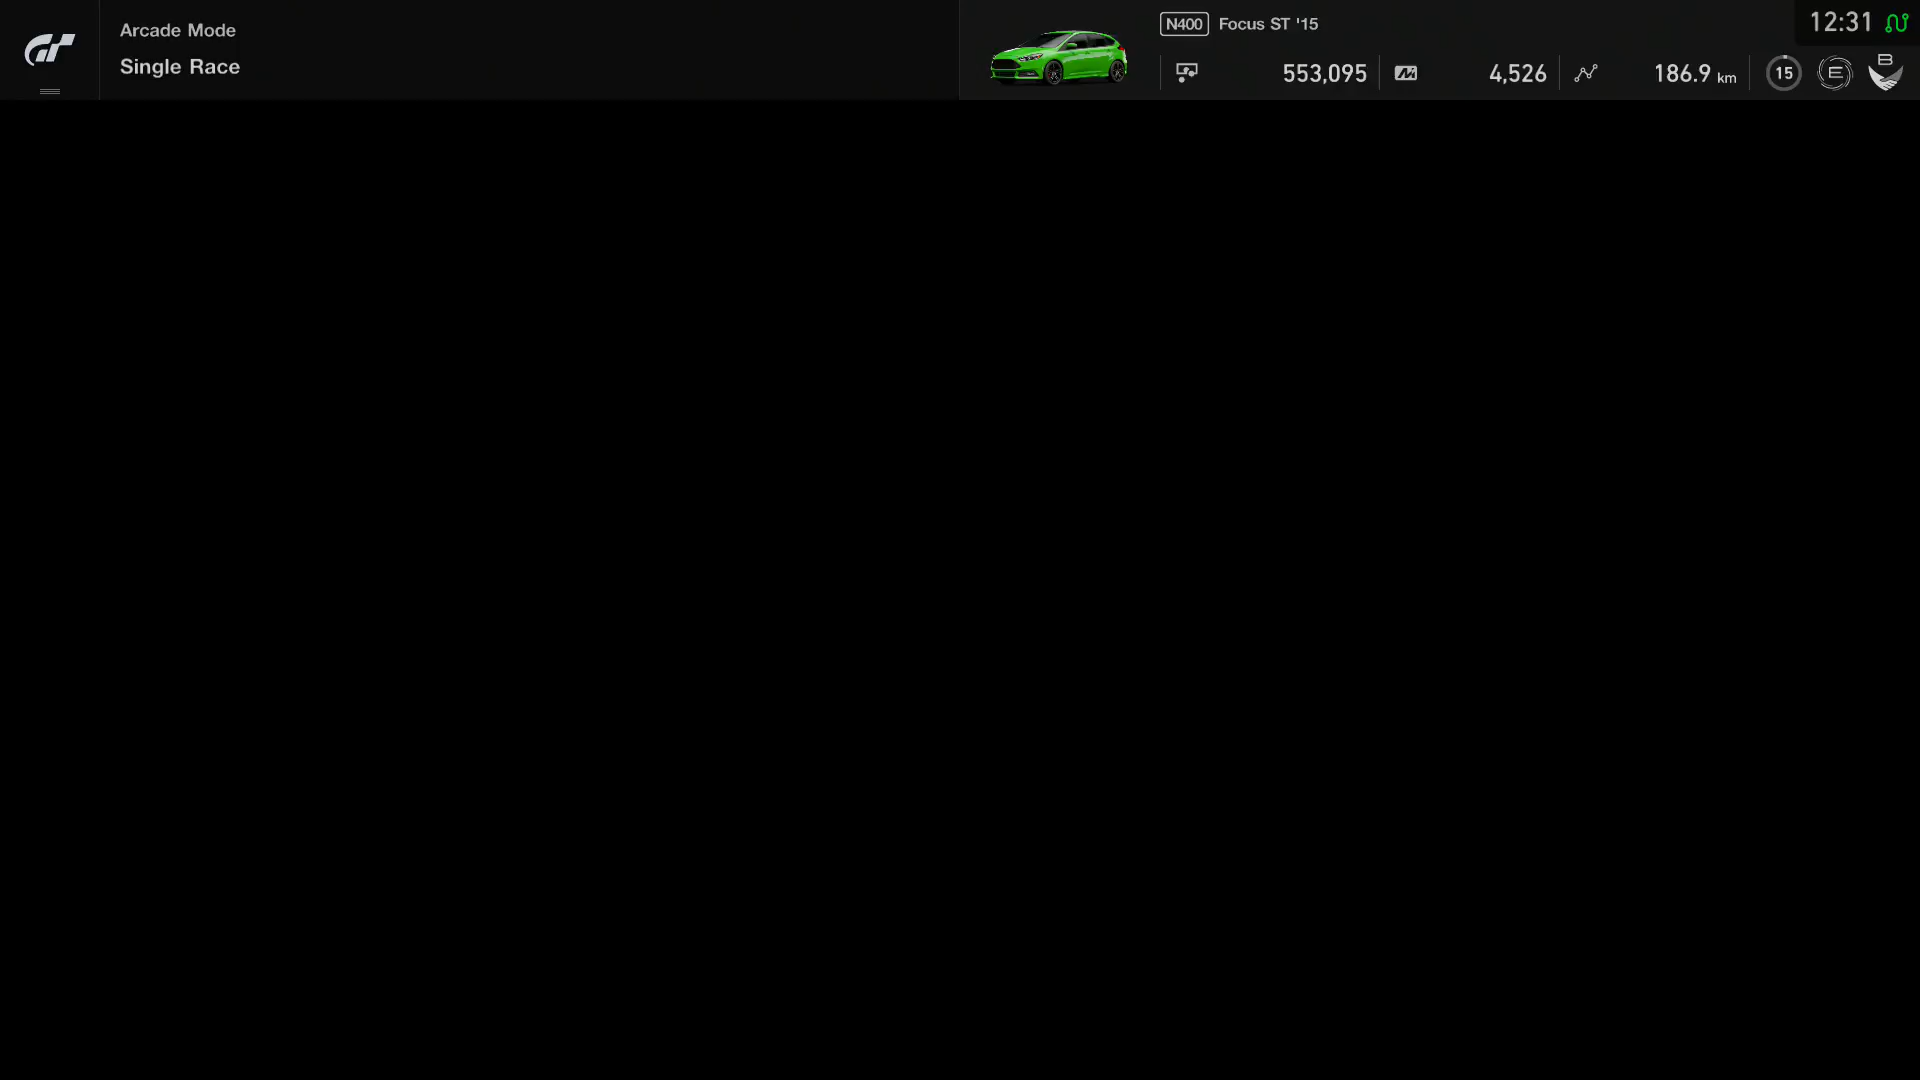 Arcade Mode
Single Race
N400 Focus ST '15
12:31
553,095
4,526
186.9 km
15
E
B